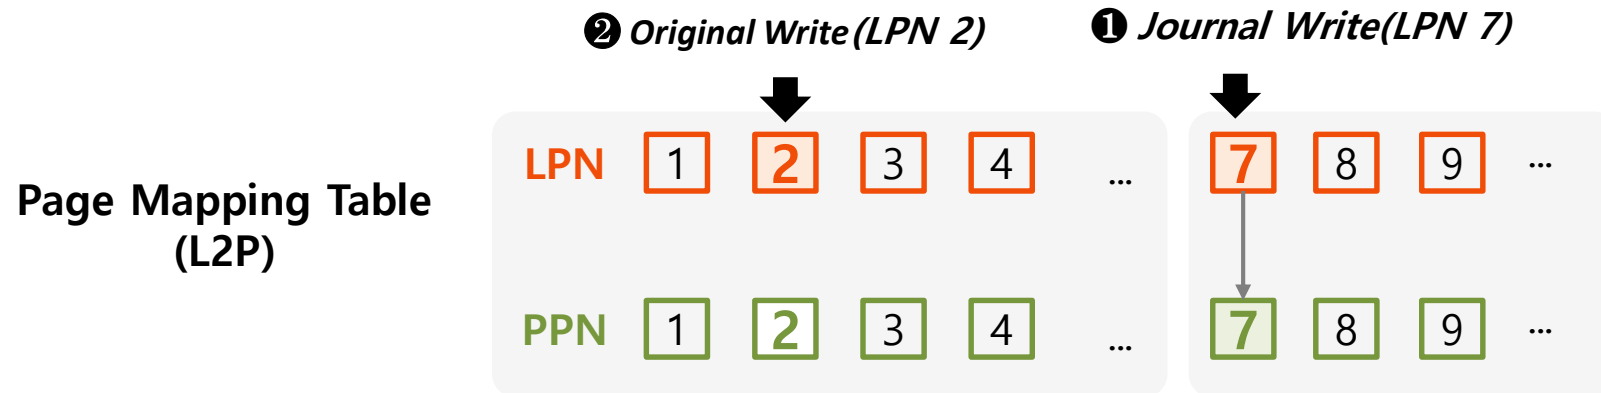 ❷ Original Write(LPN 2)
❶ Journal Write(LPN 7)
Page Mapping Table
(L2P)
LPN 1 2 3 4 ... 7 8 9 ...
PPN 1 2 3 4 ... 7 8 9 ...